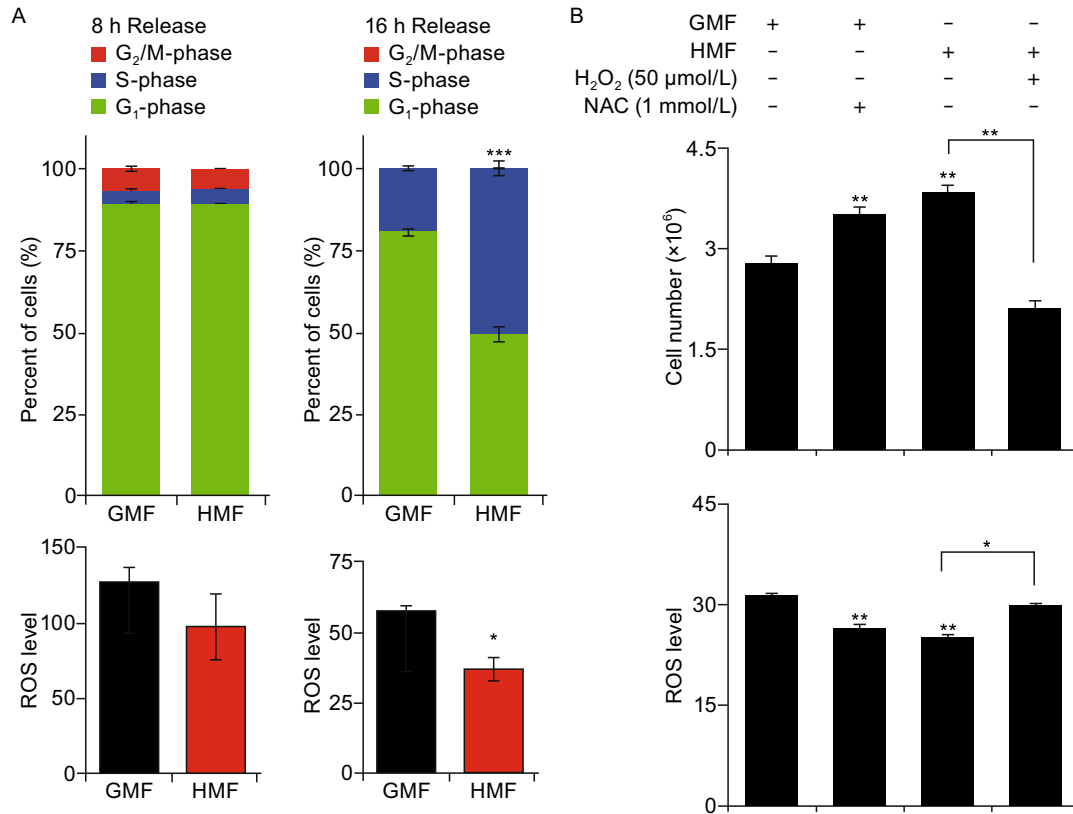 A
8 h Release
G₂/M-phase
S-phase
G₁-phase
Percent of cells (%)
100
75
50
25
0
GMF HMF
16 h Release
G₂/M-phase
S-phase
G₁-phase
Percent of cells (%)
***
100
75
50
25
0
GMF HMF
ROS level
150
100
50
0
GMF HMF
ROS level
75
50
25
0
*
GMF HMF
B
GMF + + – –
HMF – – + +
H₂O₂ (50 µmol/L) – – – +
NAC (1 mmol/L) – + – –
Cell number (×10⁶)
4.5
3
1.5
0
**
**
**
ROS level
45
30
15
0
*
**
**